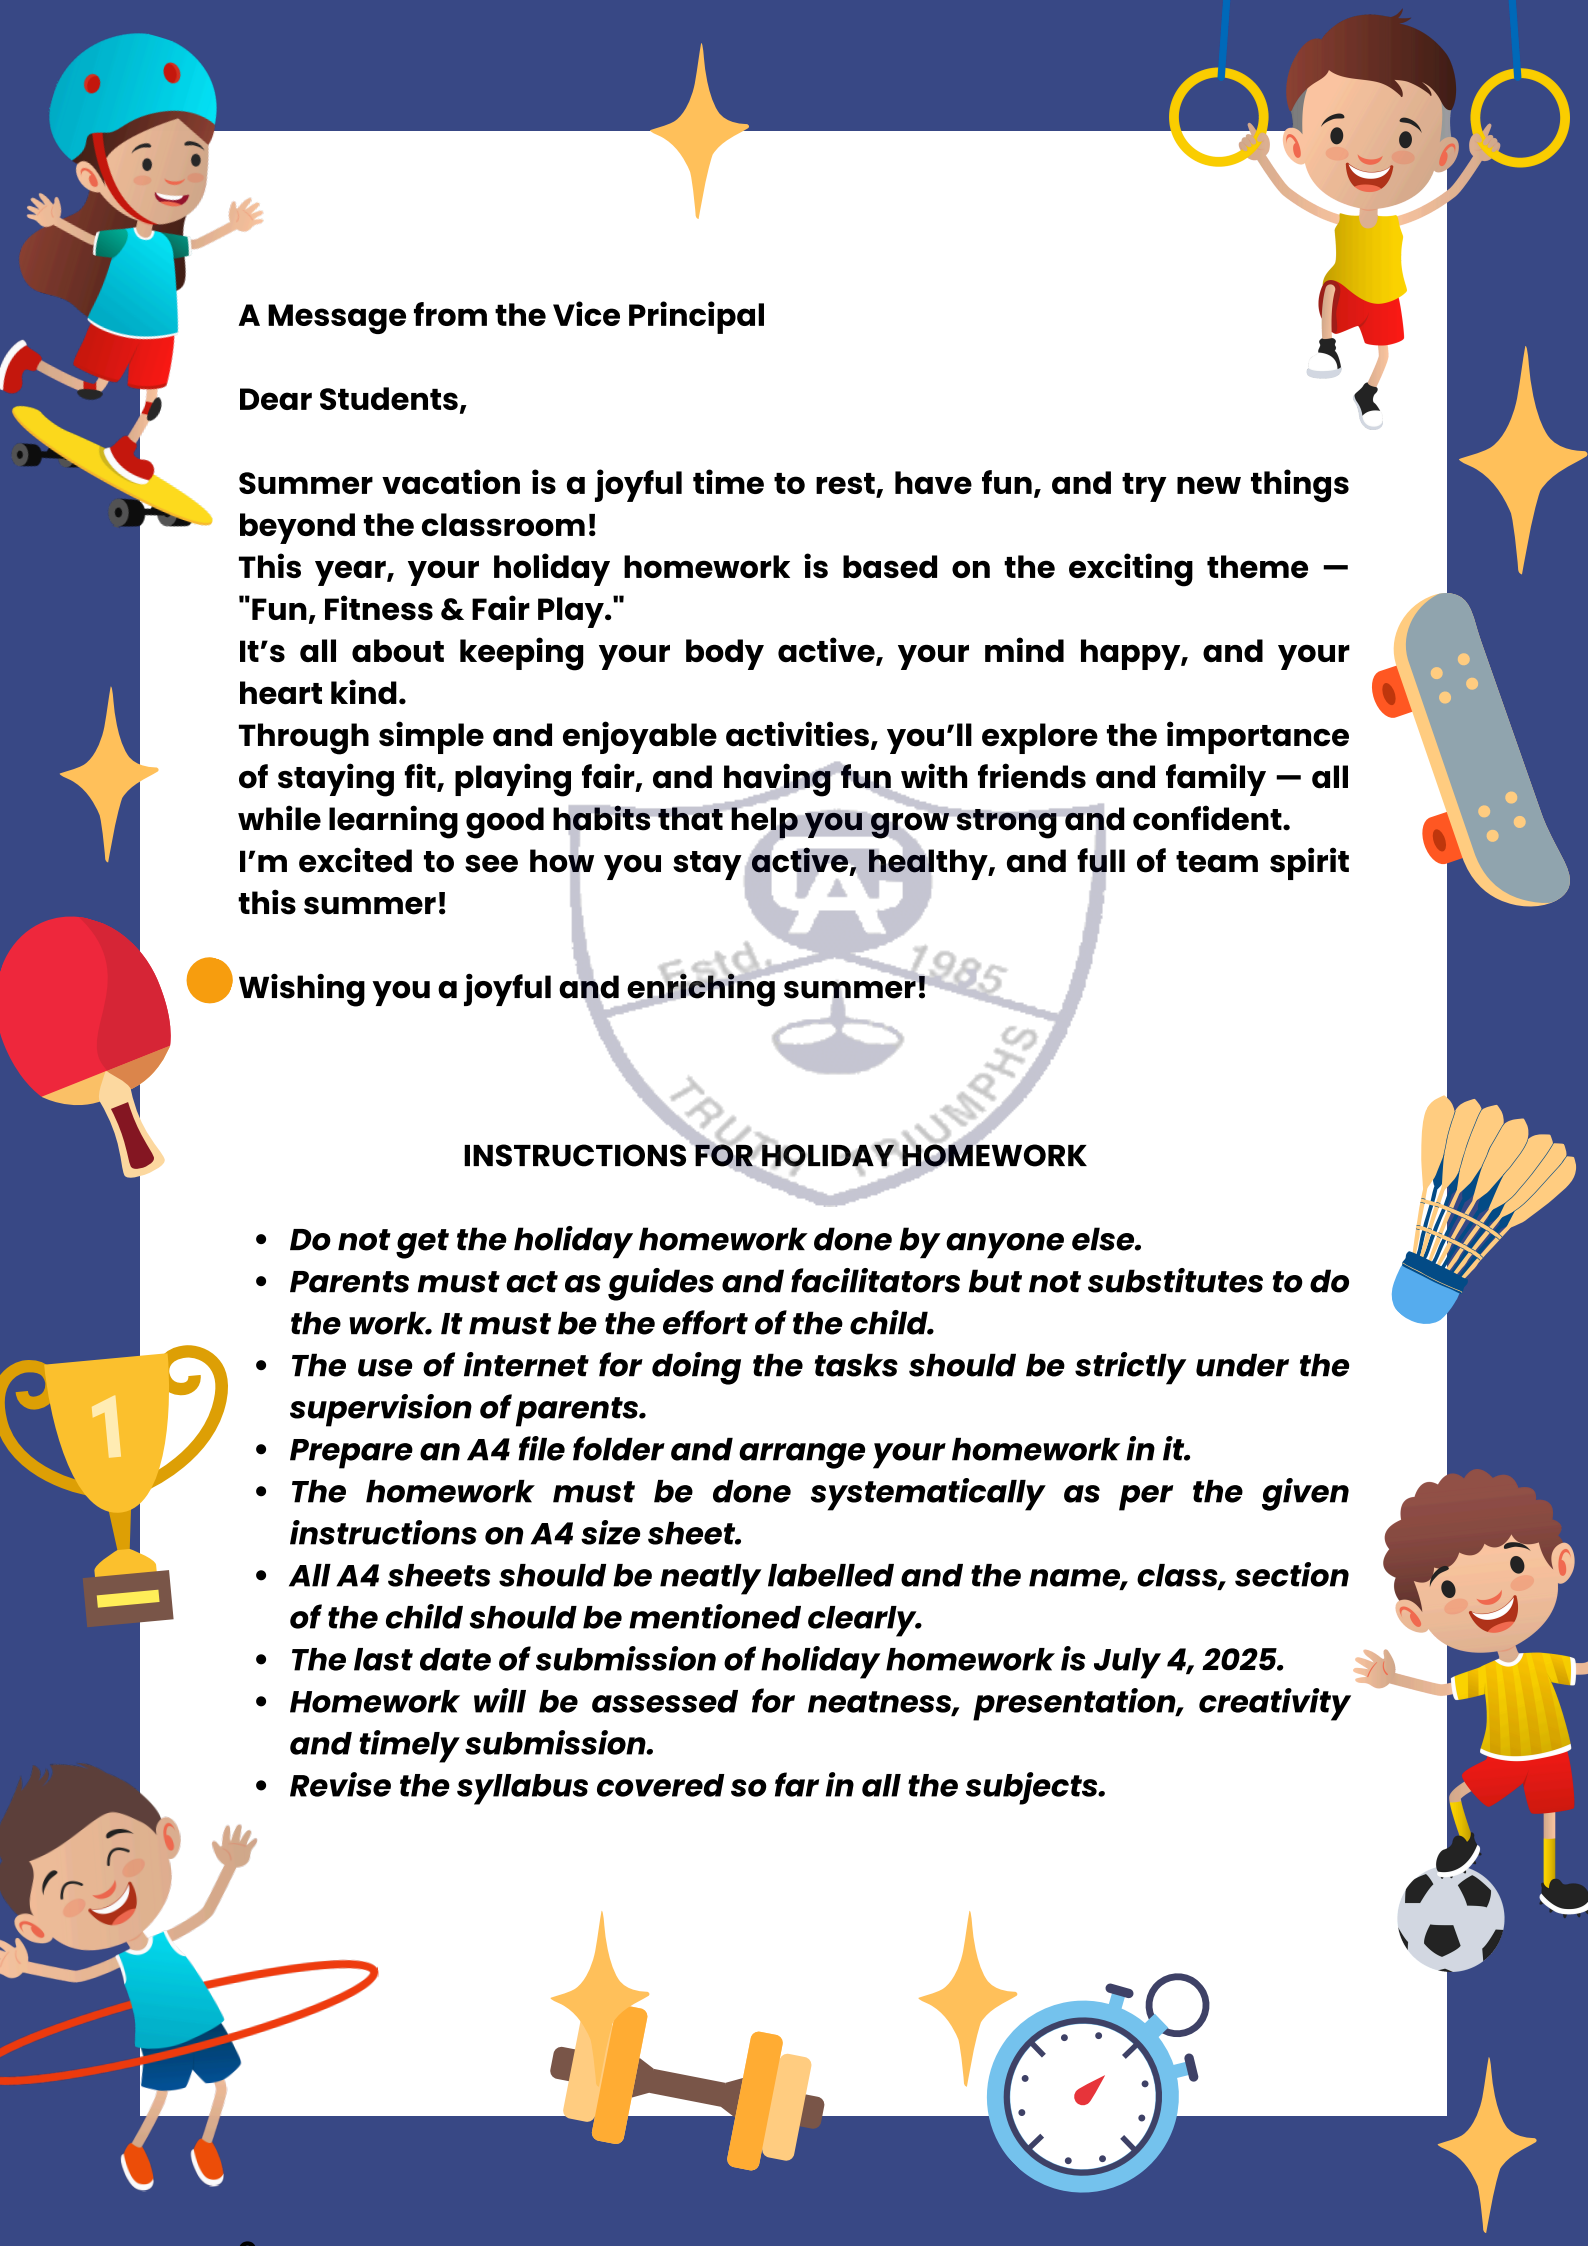 A Message from the Vice Principal
Dear Students,
Summer vacation is a joyful time to rest, have fun, and try new things
beyond the classroom!
This year, your holiday homework is based on the exciting theme —
"Fun, Fitness & Fair Play."
It’s all about keeping your body active, your mind happy, and your
heart kind.
Through simple and enjoyable activities, you’ll explore the importance
of staying fit, playing fair, and having fun with friends and family — all
while learning good habits that help you grow strong and confident.
I’m excited to see how you stay active, healthy, and full of team spirit
this summer!
Estd. 1985
Wishing you a joyful and enriching summer!
TRUTH TRIUMPHS
INSTRUCTIONS FOR HOLIDAY HOMEWORK
• Do not get the holiday homework done by anyone else.
• Parents must act as guides and facilitators but not substitutes to do
the work. It must be the effort of the child.
• The use of internet for doing the tasks should be strictly under the
supervision of parents.
• Prepare an A4 file folder and arrange your homework in it.
• The homework must be done systematically as per the given
instructions on A4 size sheet.
1
• All A4 sheets should be neatly labelled and the name, class, section
of the child should be mentioned clearly.
• The last date of submission of holiday homework is July 4, 2025.
• Homework will be assessed for neatness, presentation, creativity
and timely submission.
• Revise the syllabus covered so far in all the subjects.